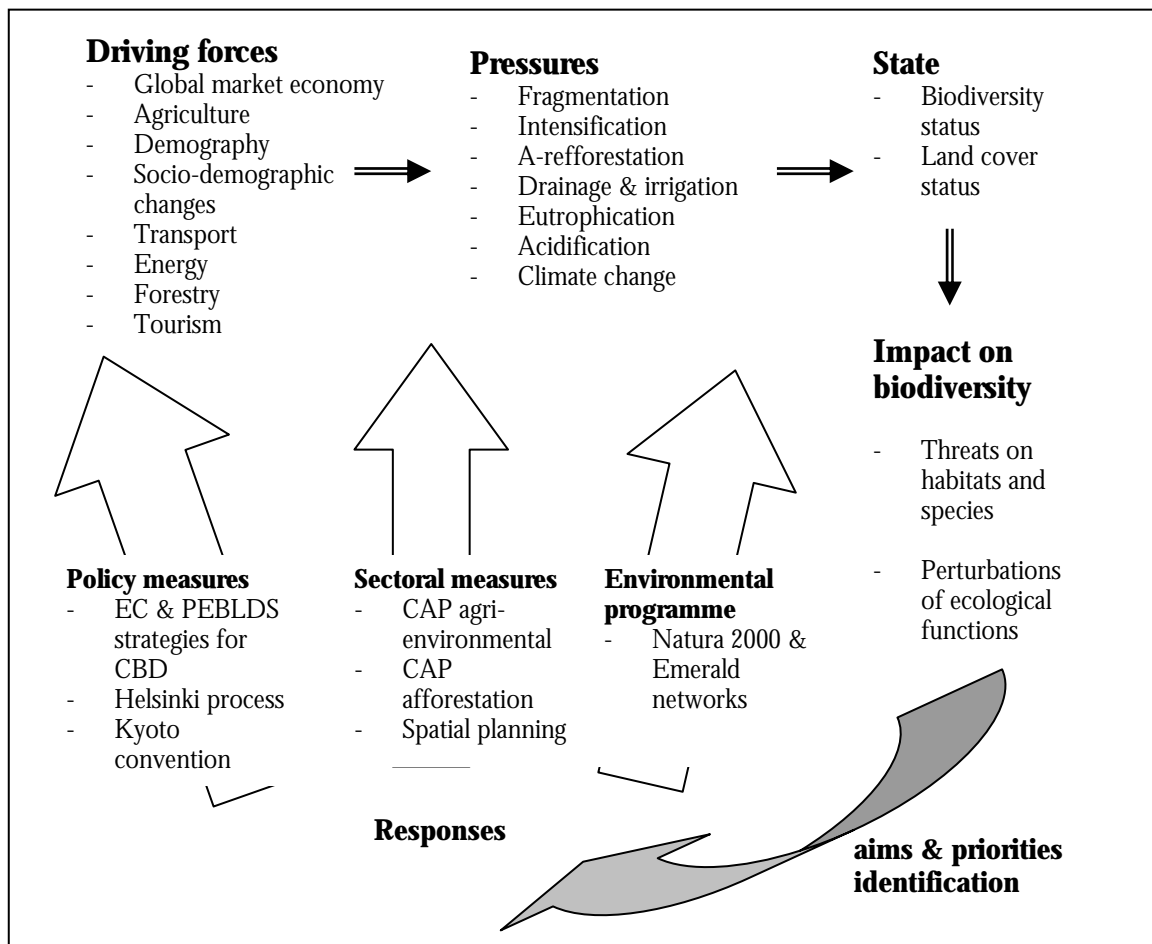 Driving forces
- Global market economy
- Agriculture
- Demography
- Socio-demographic
changes
- Transport
- Energy
- Forestry
- Tourism
Pressures
- Fragmentation
- Intensification
- A-refforestation
- Drainage & irrigation
- Eutrophication
- Acidification
- Climate change
State
- Biodiversity
status
- Land cover
status
Impact on
biodiversity
- Threats on
habitats and
species
- Perturbations
of ecological
functions
Policy measures
- EC & PEBLDS
strategies for
CBD
- Helsinki process
- Kyoto
convention
Sectoral measures
- CAP agri-
environmental
- CAP
afforestation
- Spatial planning
Environmental
programme
- Natura 2000 &
Emerald
networks
Responses
aims & priorities
identification